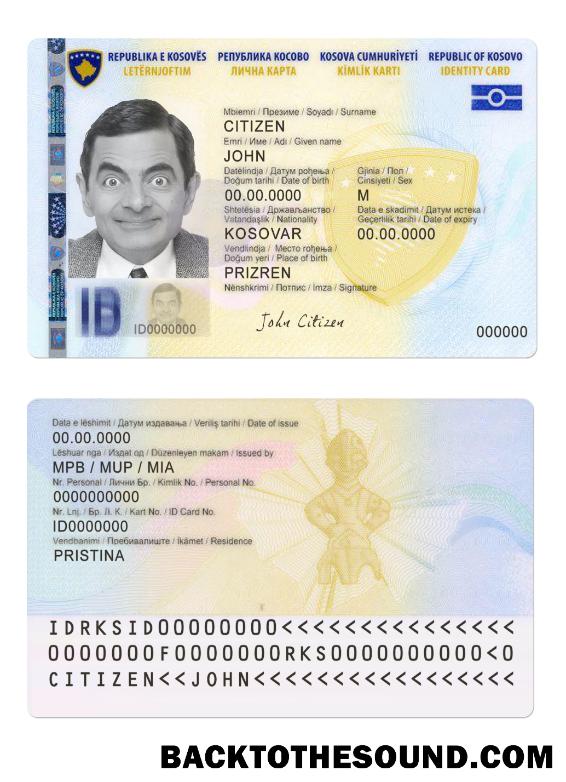 REPUBLIKA E KOSOVËS РЕПУБЛИКА КОСОВО KOSOVA CUMHURİYETİ REPUBLIC OF KOSOVO
LETËRNJOFTIM ЛИЧНА КАРТА KİMLİK KARTI IDENTITY CARD
Mbiemri / Презиме / Soyadı / Surname
CITIZEN
Emri / Име / Adı / Given name
JOHN
Datëlindja / Датум рођења / Gjinia / Пол /
Doğum tarihi / Date of birth Cinsiyeti / Sex
00.00.0000 M
Shtetësia / Држављанство / Data e skadimit / Датум истека /
Vatandaşlık / Nationality Geçerlilik tarihi / Date of expiry
KOSOVAR 00.00.0000
Vendlindja / Место рођења /
Doğum yeri / Place of birth
PRIZREN
Nënshkrimi / Потпис / İmza / Signature
John Citizen
ID
ID0000000
000000
Data e lëshimit / Датум издавања / Veriliş tarihi / Date of issue
00.00.0000
Lëshuar nga / Издат од / Düzenleyen makam / Issued by
MPB / MUP / MIA
Nr. Personal / Лични Бр. / Kimlik No. / Personal No.
0000000000
Nr. Lnj. / Бр. Л. К. / Kart No. / ID Card No.
ID0000000
Vendbanimi / Пребивалиште / İkâmet / Residence
PRISTINA
IDRKSID00000000<<<<<<<<<<<<<<<
0000000F0000000RKS0000000000<0
CITIZEN<<JOHN<<<<<<<<<<<<<<<<<
BACKTOTHESOUND.COM